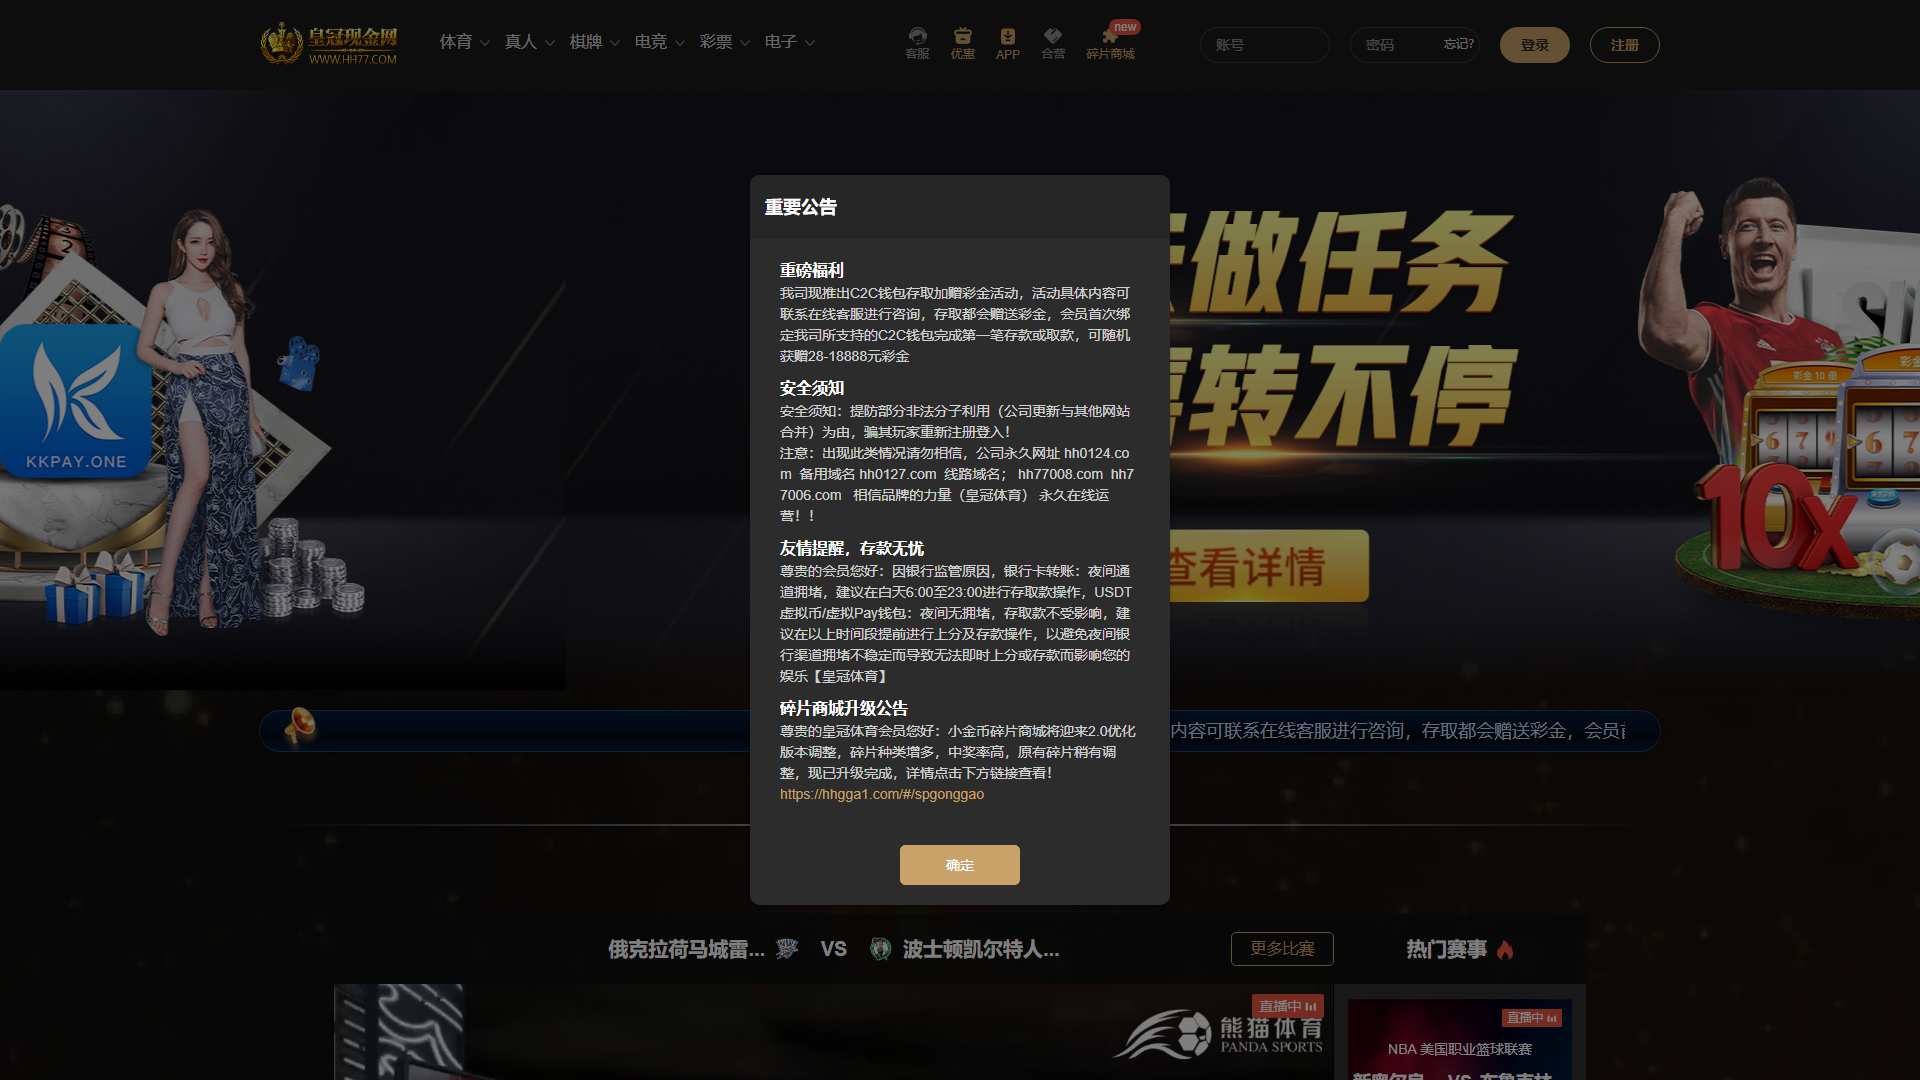 皇冠现金网
WWW.HH77.COM
体育
真人
棋牌
电竞
彩票
电子
客服
优惠
APP
合营
new
碎片商城
账号
密码
忘记?
登录
注册
重要公告
重磅福利
我司现推出C2C钱包存取加赠彩金活动，活动具体内容可
联系在线客服进行咨询，存取都会赠送彩金，会员首次绑
定我司所支持的C2C钱包完成第一笔存款或取款，可随机
获赠28-18888元彩金
安全须知
安全须知：提防部分非法分子利用（公司更新与其他网站
合并）为由，骗其玩家重新注册登入！
注意：出现此类情况请勿相信，公司永久网址 hh0124.co
m 备用域名 hh0127.com 线路域名； hh77008.com hh7
7006.com 相信品牌的力量（皇冠体育） 永久在线运
营！！
友情提醒，存款无忧
尊贵的会员您好：因银行监管原因，银行卡转账：夜间通
道拥堵，建议在白天6:00至23:00进行存取款操作，USDT
虚拟币/虚拟Pay钱包：夜间无拥堵，存取款不受影响，建
议在以上时间段提前进行上分及存款操作，以避免夜间银
行渠道拥堵不稳定而导致无法即时上分或存款而影响您的
娱乐【皇冠体育】
碎片商城升级公告
尊贵的皇冠体育会员您好：小金币碎片商城将迎来2.0优化
版本调整，碎片种类增多，中奖率高，原有碎片稍有调
整，现已升级完成，详情点击下方链接查看！
https://hhgga1.com/#/spgonggao
确定
KKPAY.ONE
做任务
转不停
查看详情
彩金10倍
10x
内容可联系在线客服进行咨询，存取都会赠送彩金，会员
俄克拉荷马城雷...
VS
波士顿凯尔特人...
更多比赛
热门赛事
直播中
熊猫体育
PANDA SPORTS
直播中
NBA 美国职业篮球联赛
VS